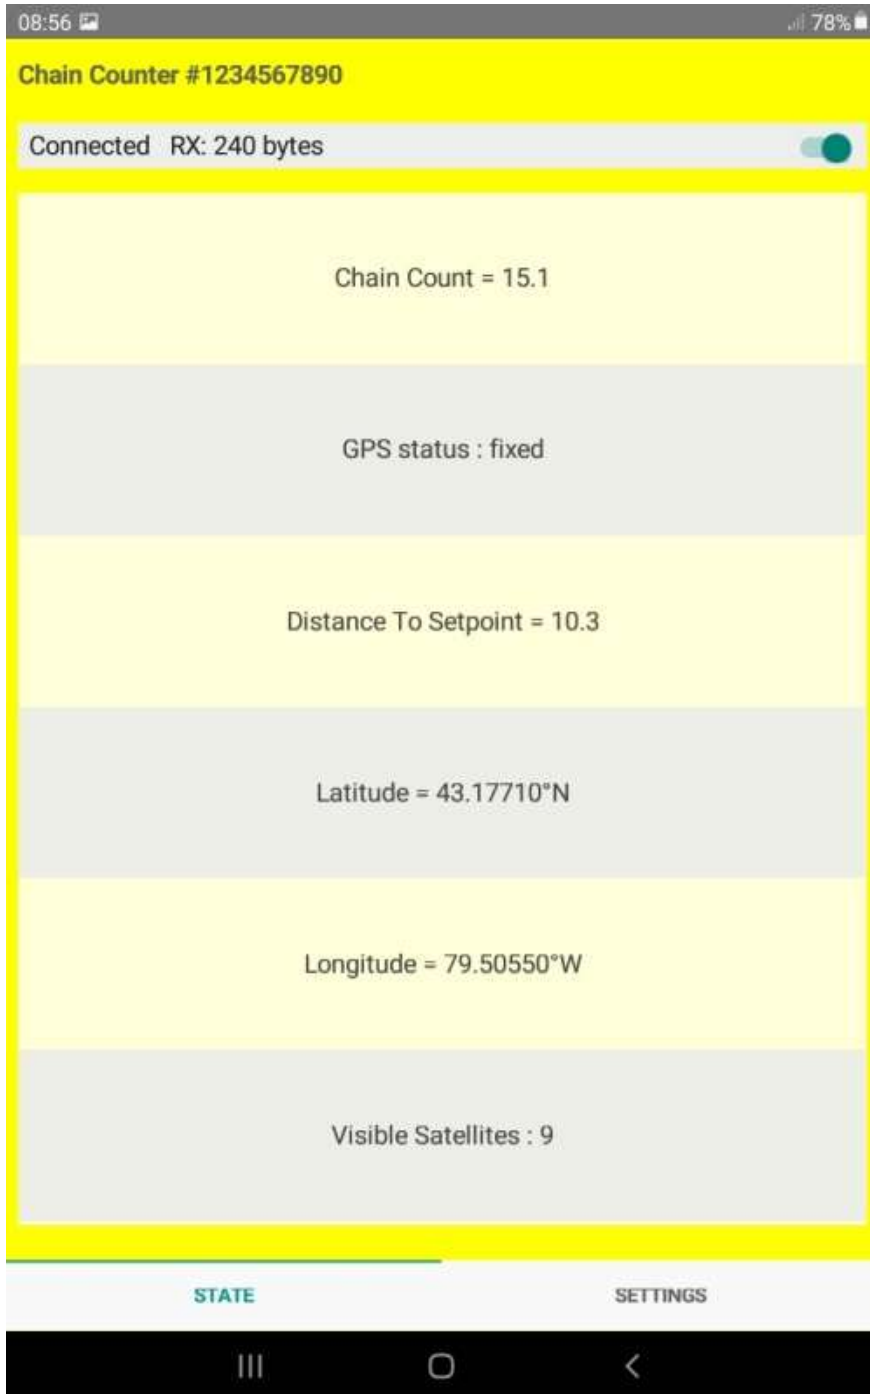 08:56 78%
Chain Counter #1234567890
Connected RX: 240 bytes
Chain Count = 15.1
GPS status : fixed
Distance To Setpoint = 10.3
Latitude = 43.17710°N
Longitude = 79.50550°W
Visible Satellites : 9
STATE SETTINGS